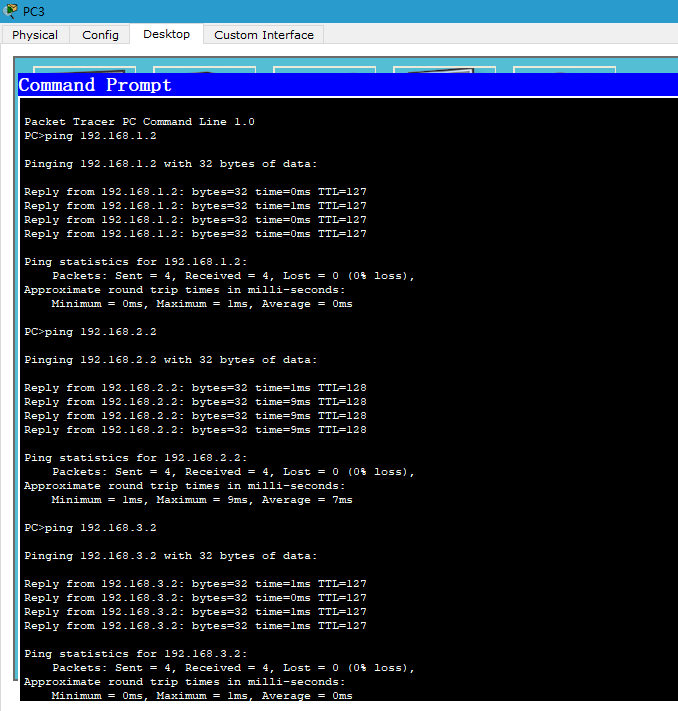 PC3
Physical Config Desktop Custom Interface
Command Prompt
Packet Tracer PC Command Line 1.0
PC>ping 192.168.1.2
Pinging 192.168.1.2 with 32 bytes of data:
Reply from 192.168.1.2: bytes=32 time=0ms TTL=127
Reply from 192.168.1.2: bytes=32 time=1ms TTL=127
Reply from 192.168.1.2: bytes=32 time=0ms TTL=127
Reply from 192.168.1.2: bytes=32 time=0ms TTL=127
Ping statistics for 192.168.1.2:
Packets: Sent = 4, Received = 4, Lost = 0 (0% loss),
Approximate round trip times in milli-seconds:
Minimum = 0ms, Maximum = 1ms, Average = 0ms
PC>ping 192.168.2.2
Pinging 192.168.2.2 with 32 bytes of data:
Reply from 192.168.2.2: bytes=32 time=1ms TTL=128
Reply from 192.168.2.2: bytes=32 time=9ms TTL=128
Reply from 192.168.2.2: bytes=32 time=9ms TTL=128
Reply from 192.168.2.2: bytes=32 time=9ms TTL=128
Ping statistics for 192.168.2.2:
Packets: Sent = 4, Received = 4, Lost = 0 (0% loss),
Approximate round trip times in milli-seconds:
Minimum = 1ms, Maximum = 9ms, Average = 7ms
PC>ping 192.168.3.2
Pinging 192.168.3.2 with 32 bytes of data:
Reply from 192.168.3.2: bytes=32 time=1ms TTL=127
Reply from 192.168.3.2: bytes=32 time=0ms TTL=127
Reply from 192.168.3.2: bytes=32 time=1ms TTL=127
Reply from 192.168.3.2: bytes=32 time=1ms TTL=127
Ping statistics for 192.168.3.2:
Packets: Sent = 4, Received = 4, Lost = 0 (0% loss),
Approximate round trip times in milli-seconds:
Minimum = 0ms, Maximum = 1ms, Average = 0ms